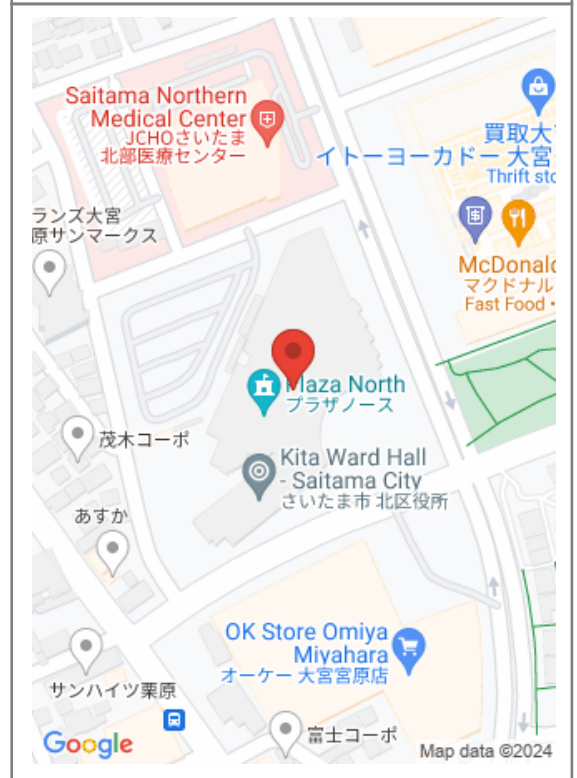 Saitama Northern
Medical Center
JCHOさいたま
北部医療センター
買取大
イトーヨーカドー 大宮
Thrift sto
ランズ大宮
原サンマークス
McDonald
マクドナル
Fast Food •
Plaza North
プラザノース
茂木コーポ
Kita Ward Hall
- Saitama City
さいたま市 北区役所
あすか
OK Store Omiya
Miyahara
オーケー 大宮宮原店
サンハイツ栗原
富士コーポ
Google
Map data ©2024